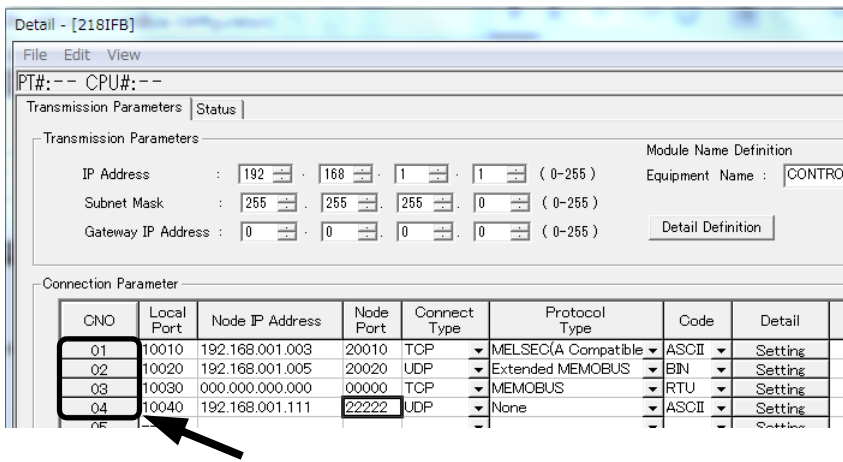 Detail - [218IFB]
File Edit View
PT#:-- CPU#:--
Transmission Parameters Status
Transmission Parameters
Module Name Definition
IP Address : 192 . 168 . 1 . 1 ( 0-255 ) Equipment Name : CONTRO
Subnet Mask : 255 . 255 . 255 . 0 ( 0-255 )
Gateway IP Address : 0 . 0 . 0 . 0 ( 0-255 ) Detail Definition
Connection Parameter
CNO Local Port Node IP Address Node Port Connect Type Protocol Type Code Detail
01 10010 192.168.001.003 20010 TCP MELSEC(A Compatible ASCII Setting
02 10020 192.168.001.005 20020 UDP Extended MEMOBUS BIN Setting
03 10030 000.000.000.000 00000 TCP MEMOBUS RTU Setting
04 10040 192.168.001.111 22222 UDP None ASCII Setting